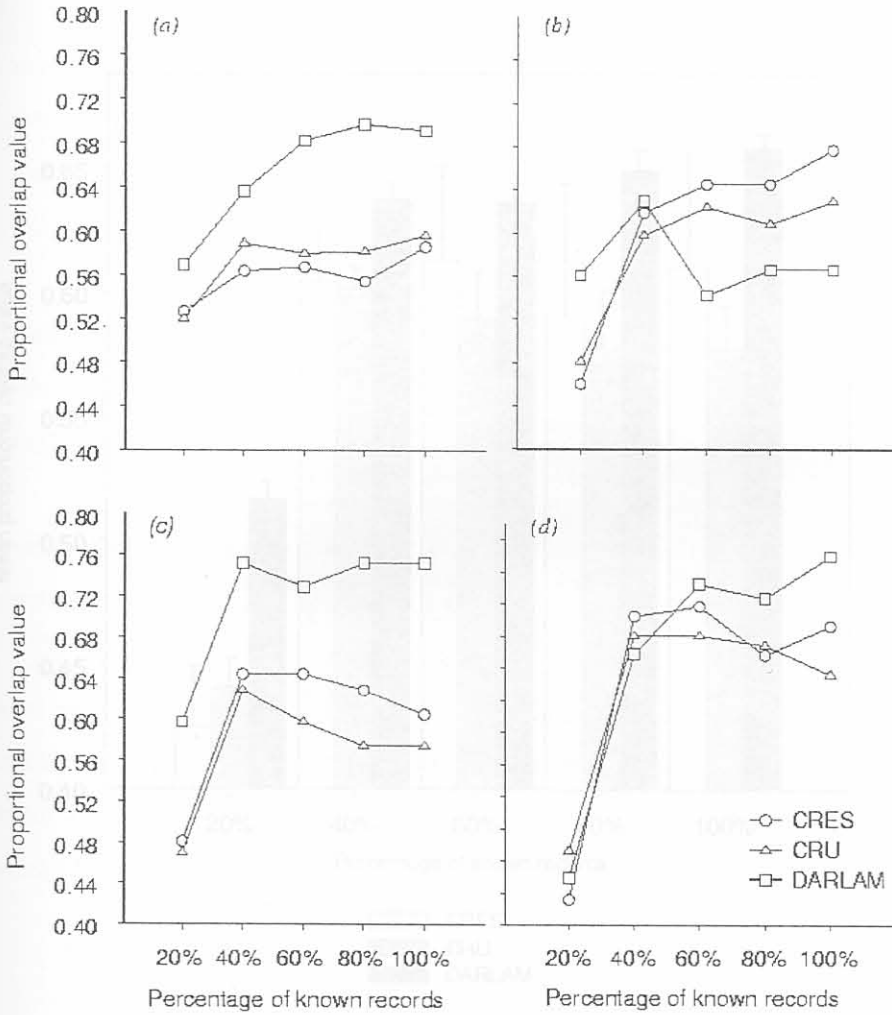 (a)
(b)
0.80
0.76
0.72
0.68
0.64
0.60
0.56
0.52
0.48
0.44
0.40
Proportional overlap value
(c)
(d)
0.80
0.76
0.72
0.68
0.64
0.60
0.56
0.52
0.48
0.44
0.40
Proportional overlap value
CRES
CRU
DARLAM
20% 40% 60% 80% 100%
20% 40% 60% 80% 100%
Percentage of known records
Percentage of known records